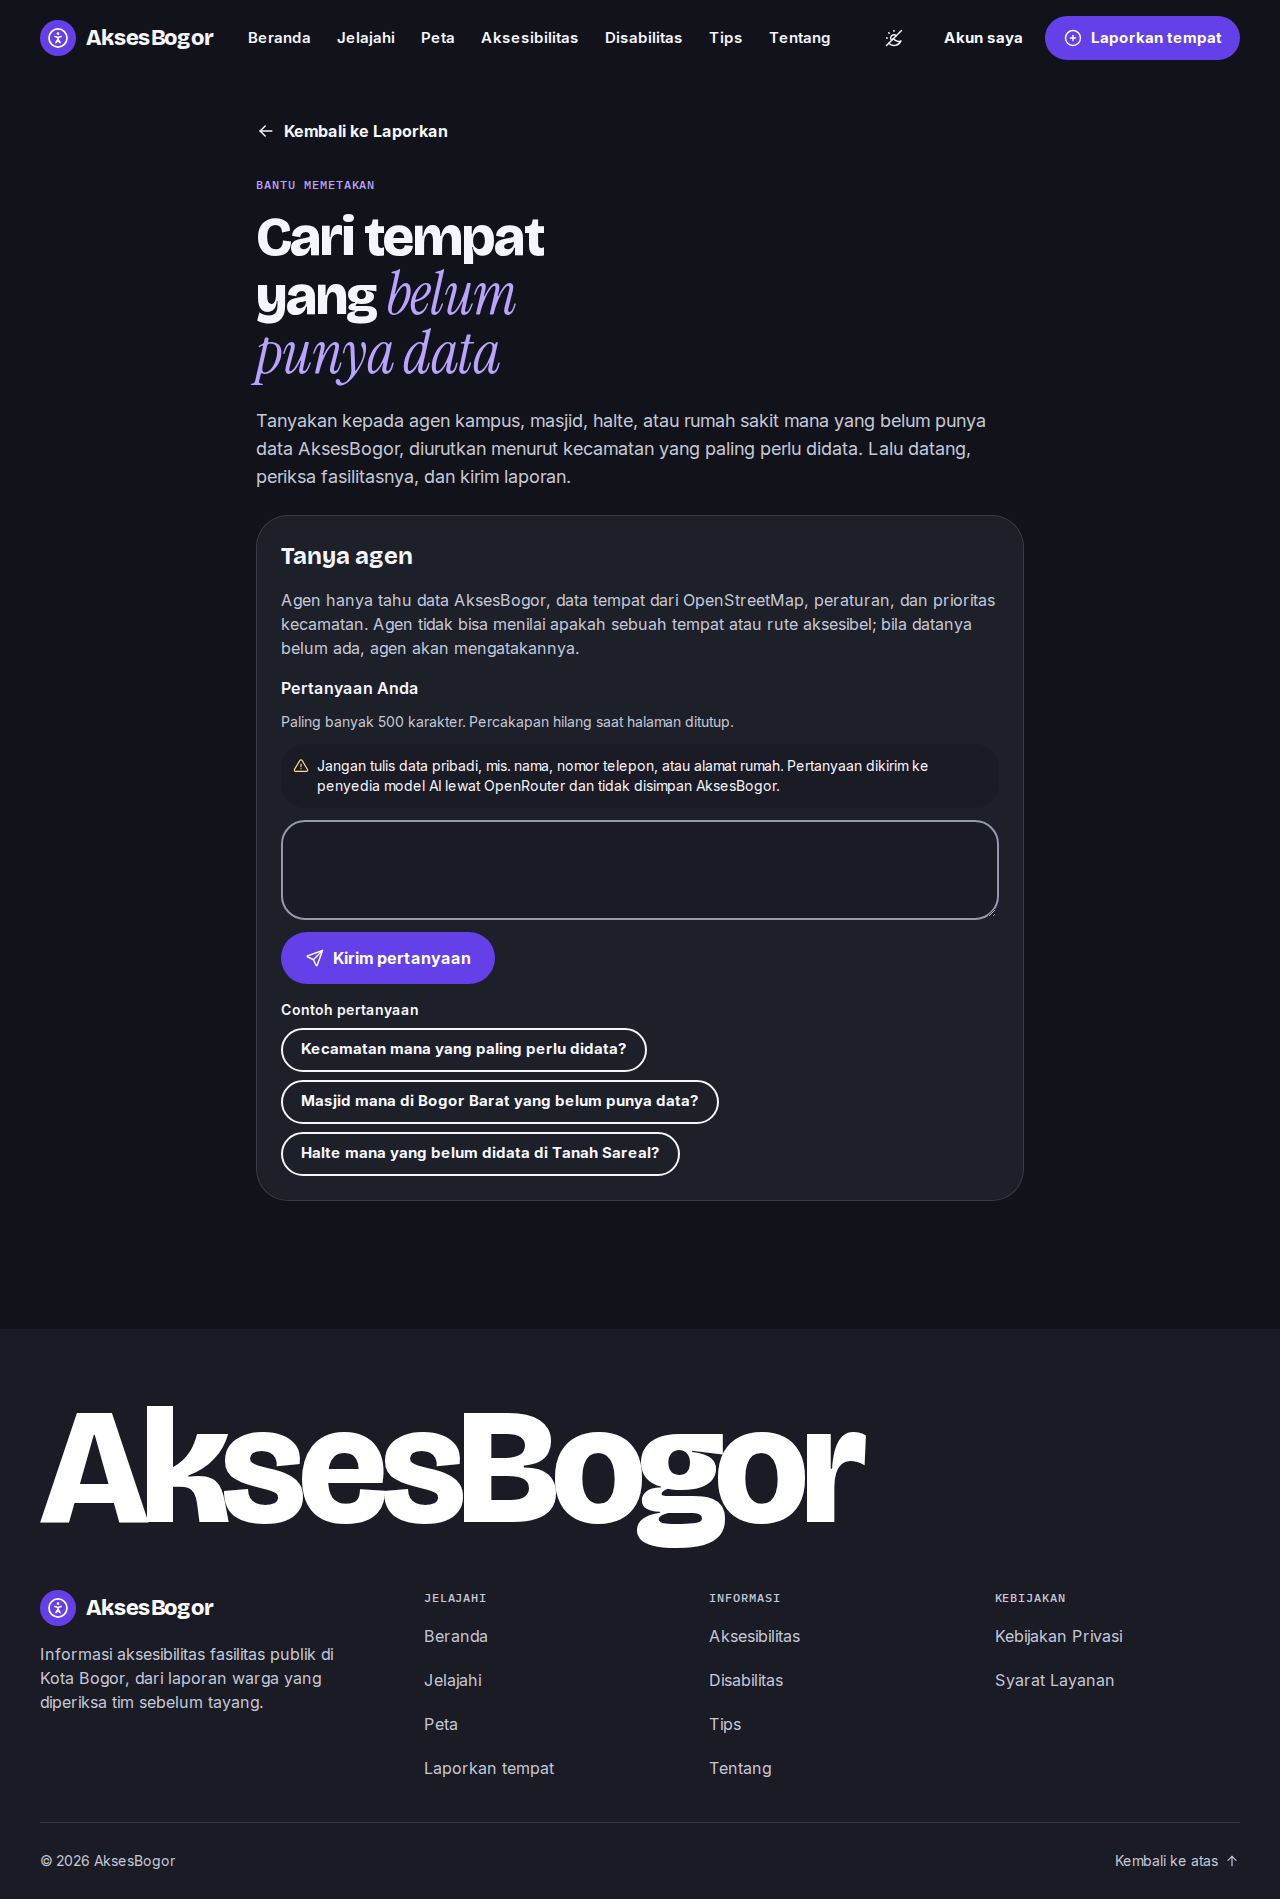 AksesBogor
Beranda
Jelajahi
Peta
Aksesibilitas
Disabilitas
Tips
Tentang
Akun saya
Laporkan tempat
Kembali ke Laporkan
BANTU MEMETAKAN
Cari tempat
yang belum
punya data
Tanyakan kepada agen kampus, masjid, halte, atau rumah sakit mana yang belum punya
data AksesBogor, diurutkan menurut kecamatan yang paling perlu didata. Lalu datang,
periksa fasilitasnya, dan kirim laporan.
Tanya agen
Agen hanya tahu data AksesBogor, data tempat dari OpenStreetMap, peraturan, dan prioritas
kecamatan. Agen tidak bisa menilai apakah sebuah tempat atau rute aksesibel; bila datanya
belum ada, agen akan mengatakannya.
Pertanyaan Anda
Paling banyak 500 karakter. Percakapan hilang saat halaman ditutup.
Jangan tulis data pribadi, mis. nama, nomor telepon, atau alamat rumah. Pertanyaan dikirim ke
penyedia model AI lewat OpenRouter dan tidak disimpan AksesBogor.
Kirim pertanyaan
Contoh pertanyaan
Kecamatan mana yang paling perlu didata?
Masjid mana di Bogor Barat yang belum punya data?
Halte mana yang belum didata di Tanah Sareal?
AksesBogor
AksesBogor
Informasi aksesibilitas fasilitas publik di
Kota Bogor, dari laporan warga yang
diperiksa tim sebelum tayang.
JELAJAHI
Beranda
Jelajahi
Peta
Laporkan tempat
INFORMASI
Aksesibilitas
Disabilitas
Tips
Tentang
KEBIJAKAN
Kebijakan Privasi
Syarat Layanan
© 2026 AksesBogor
Kembali ke atas ↑